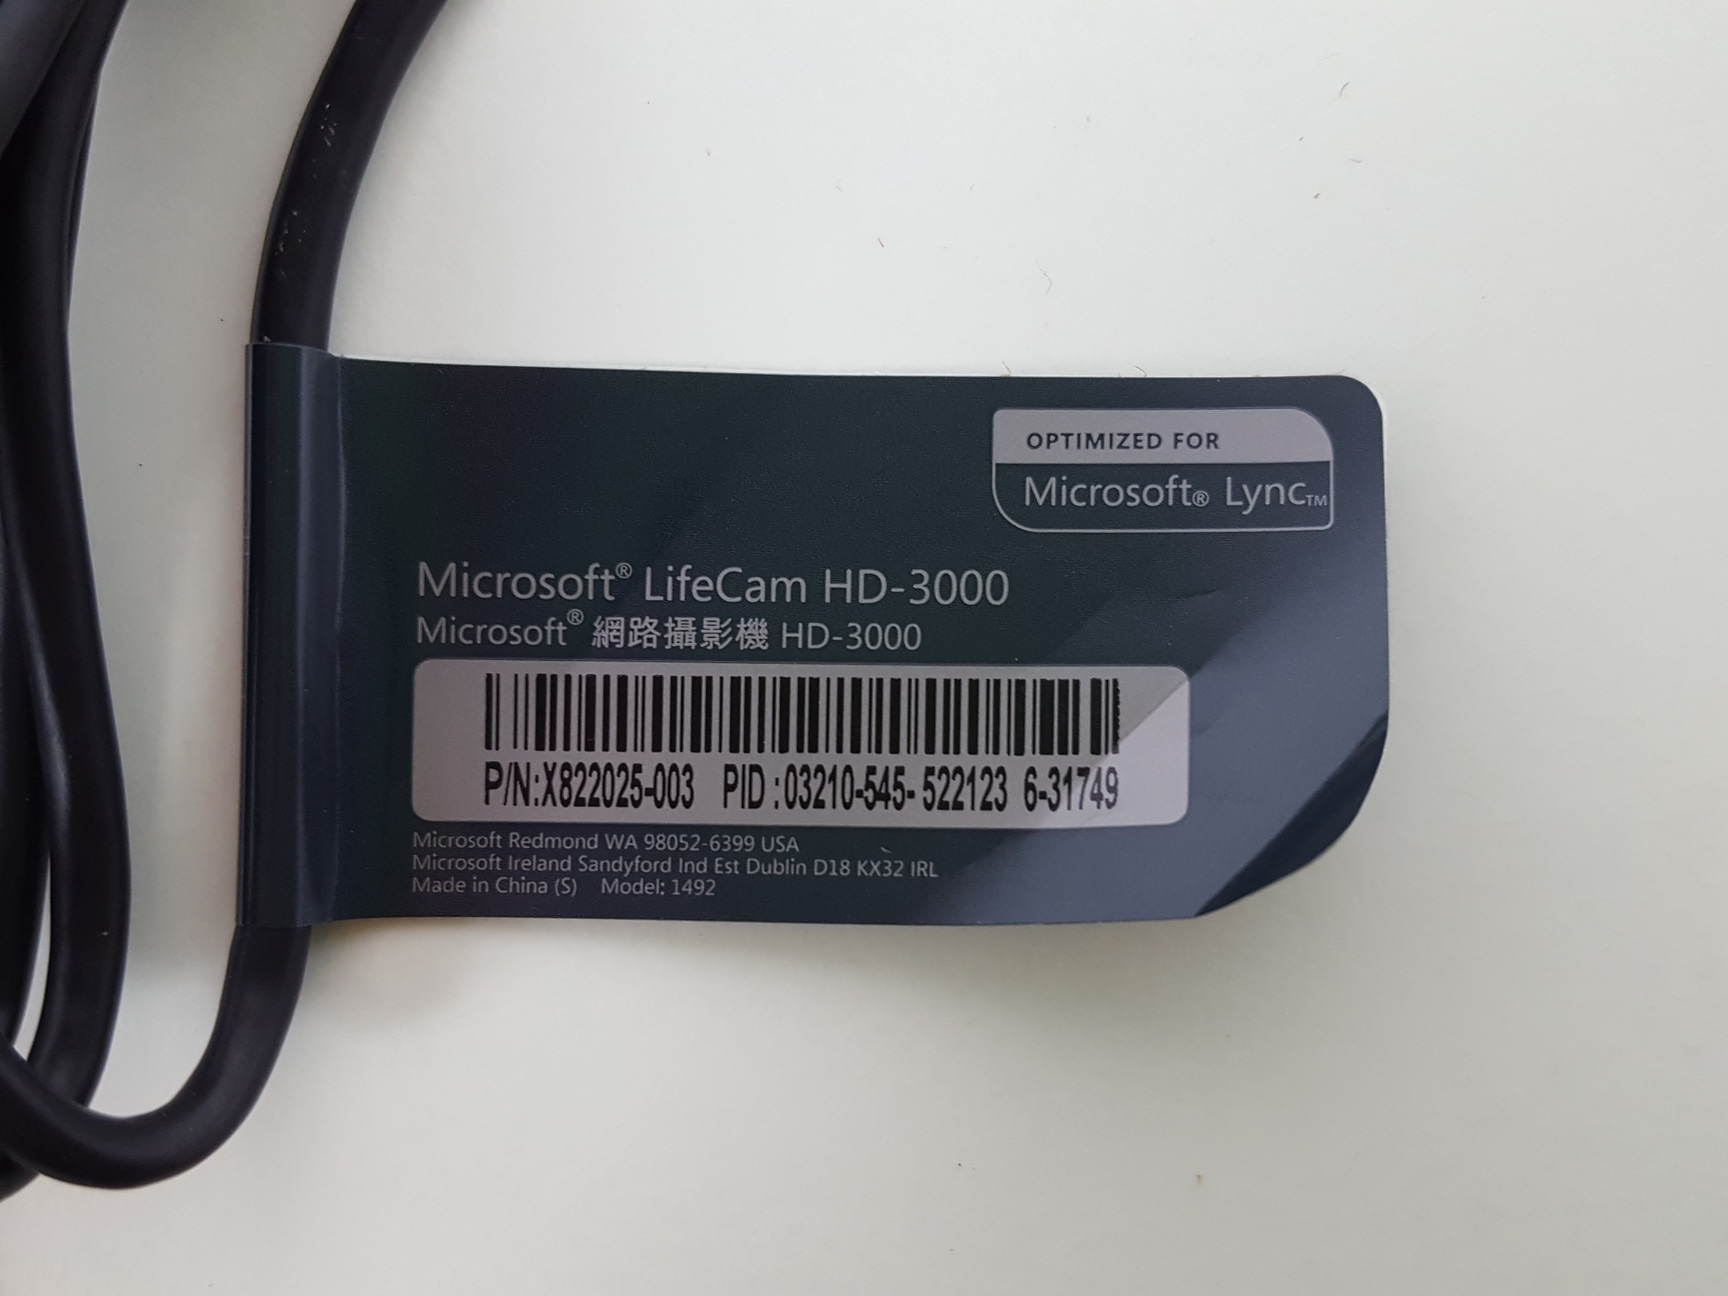 OPTIMIZED FOR
Microsoft® Lync™
Microsoft® LifeCam HD-3000
Microsoft® 網路攝影機 HD-3000
P/N:X822025-003 PID :03210-545- 522123 6-31749
Microsoft Redmond WA 98052-6399 USA
Microsoft Ireland Sandyford Ind Est Dublin D18 KX32 IRL
Made in China (S) Model: 1492